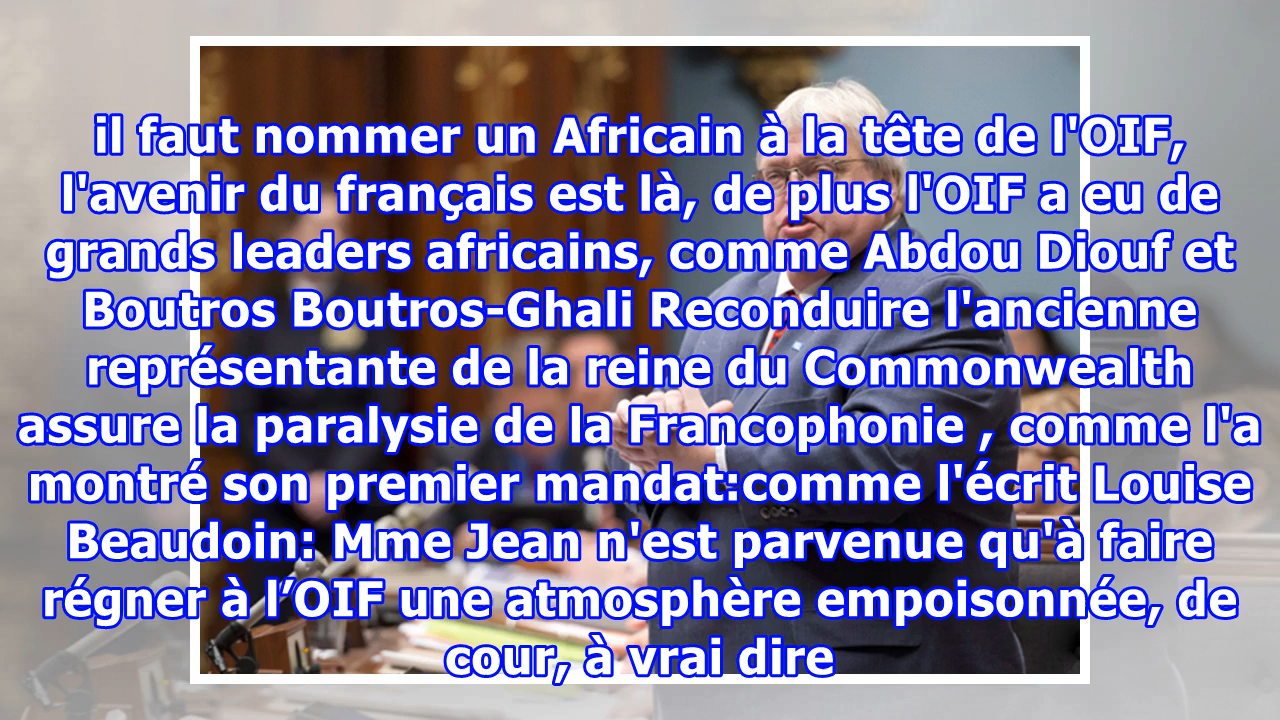 il faut nommer un Africain à la tête de l'OIF,
l'avenir du français est là, de plus l'OIF a eu de
grands leaders africains, comme Abdou Diouf et
Boutros Boutros-Ghali Reconduire l'ancienne
représentante de la reine du Commonwealth
assure la paralysie de la Francophonie , comme l'a
montré son premier mandat:comme l'écrit Louise
Beaudoin: Mme Jean n'est parvenue qu'à faire
régner à l’OIF une atmosphère empoisonnée, de
cour, à vrai dire